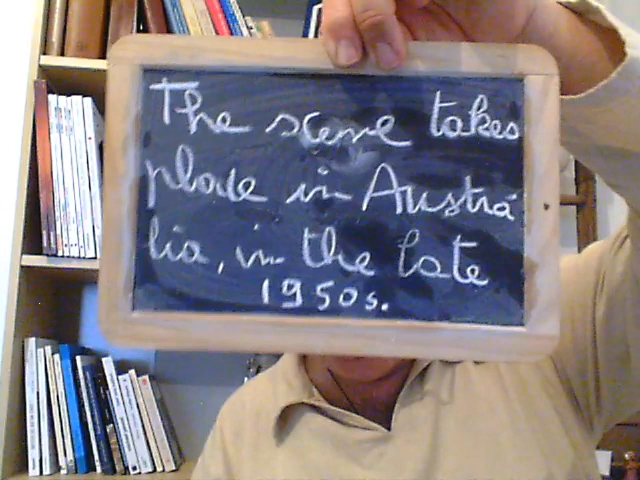 The scene takes
place in Austra
lia, in the late
1950s.